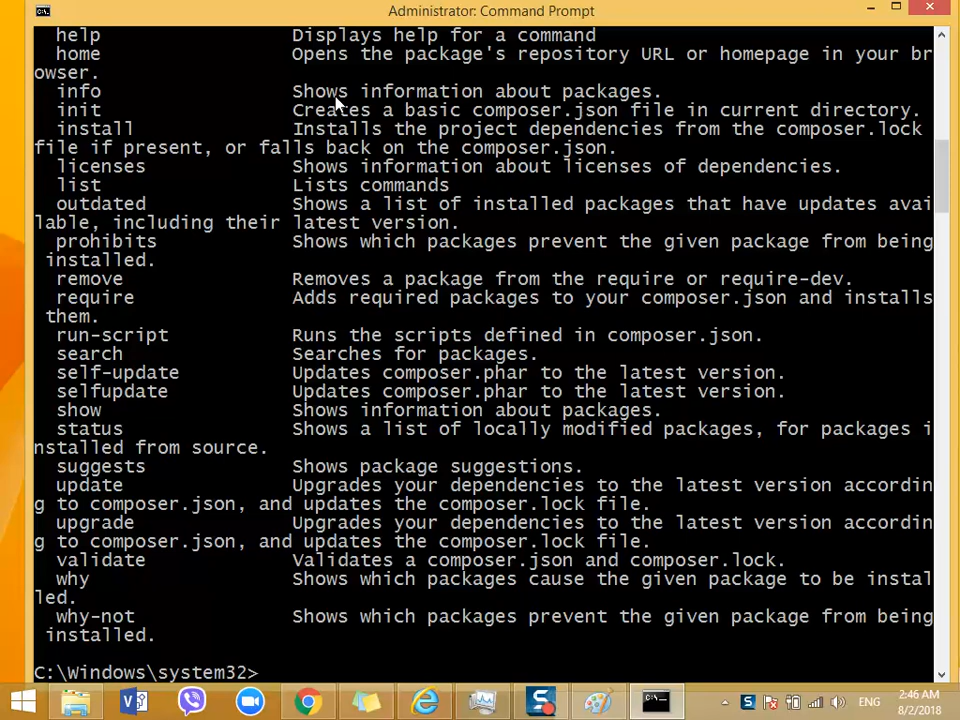 Administrator: Command Prompt
help Displays help for a command
home Opens the package's repository URL or homepage in your br
owser.
info Shows information about packages.
init Creates a basic composer.json file in current directory.
install Installs the project dependencies from the composer.lock
file if present, or falls back on the composer.json.
licenses Shows information about licenses of dependencies.
list Lists commands
outdated Shows a list of installed packages that have updates avai
lable, including their latest version.
prohibits Shows which packages prevent the given package from being
installed.
remove Removes a package from the require or require-dev.
require Adds required packages to your composer.json and installs
them.
run-script Runs the scripts defined in composer.json.
search Searches for packages.
self-update Updates composer.phar to the latest version.
selfupdate Updates composer.phar to the latest version.
show Shows information about packages.
status Shows a list of locally modified packages, for packages i
nstalled from source.
suggests Shows package suggestions.
update Upgrades your dependencies to the latest version accordin
g to composer.json, and updates the composer.lock file.
upgrade Upgrades your dependencies to the latest version accordin
g to composer.json, and updates the composer.lock file.
validate Validates a composer.json and composer.lock.
why Shows which packages cause the given package to be instal
led.
why-not Shows which packages prevent the given package from being
installed.
C:\Windows\system32>
ENG
2:46 AM
8/2/2018